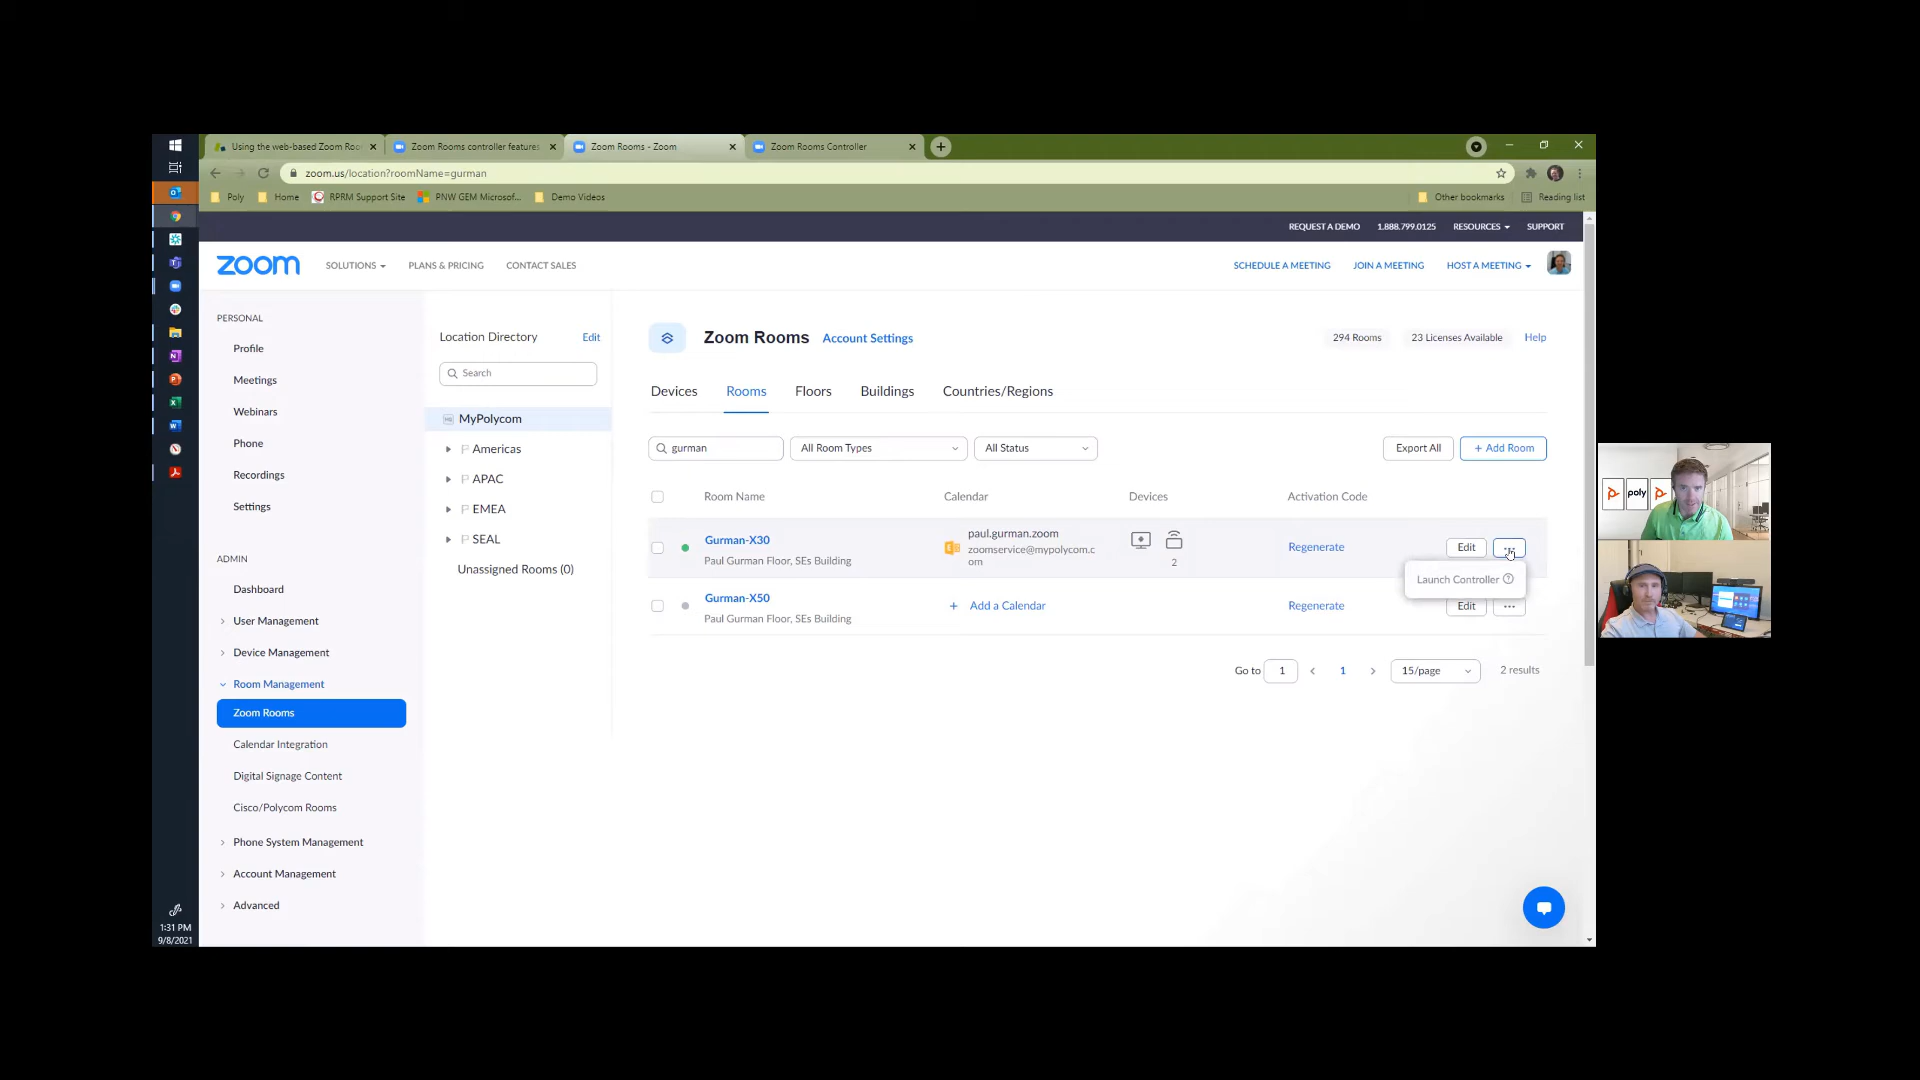 Using the web-based Zoom Roo
Zoom Rooms controller features
Zoom Rooms - Zoom
Zoom Rooms Controller
zoom.us/location?roomName=gurman
Poly
Home
RPRM Support Site
PNW GEM Microsof...
Demo Videos
Other bookmarks
Reading list
REQUEST A DEMO
1.888.799.0125
RESOURCES
SUPPORT
zoom
SOLUTIONS
PLANS & PRICING
CONTACT SALES
SCHEDULE A MEETING
JOIN A MEETING
HOST A MEETING
PERSONAL
Profile
Meetings
Webinars
Phone
Recordings
Settings
ADMIN
Dashboard
User Management
Device Management
Room Management
Zoom Rooms
Calendar Integration
Digital Signage Content
Cisco/Polycom Rooms
Phone System Management
Account Management
Advanced
Location Directory
Edit
Search
MyPolycom
Americas
APAC
EMEA
SEAL
Unassigned Rooms (0)
Zoom Rooms
Account Settings
294 Rooms
23 Licenses Available
Help
Devices
Rooms
Floors
Buildings
Countries/Regions
gurman
All Room Types
All Status
Export All
+ Add Room
Room Name
Calendar
Devices
Activation Code
Gurman-X30
Paul Gurman Floor, SEs Building
paul.gurman.zoom
zoomservice@mypolycom.c
om
2
Regenerate
Edit
...
Launch Controller
Gurman-X50
Paul Gurman Floor, SEs Building
+ Add a Calendar
Regenerate
Edit
...
Go to
1
1
15/page
2 results
poly
1:31 PM
9/8/2021